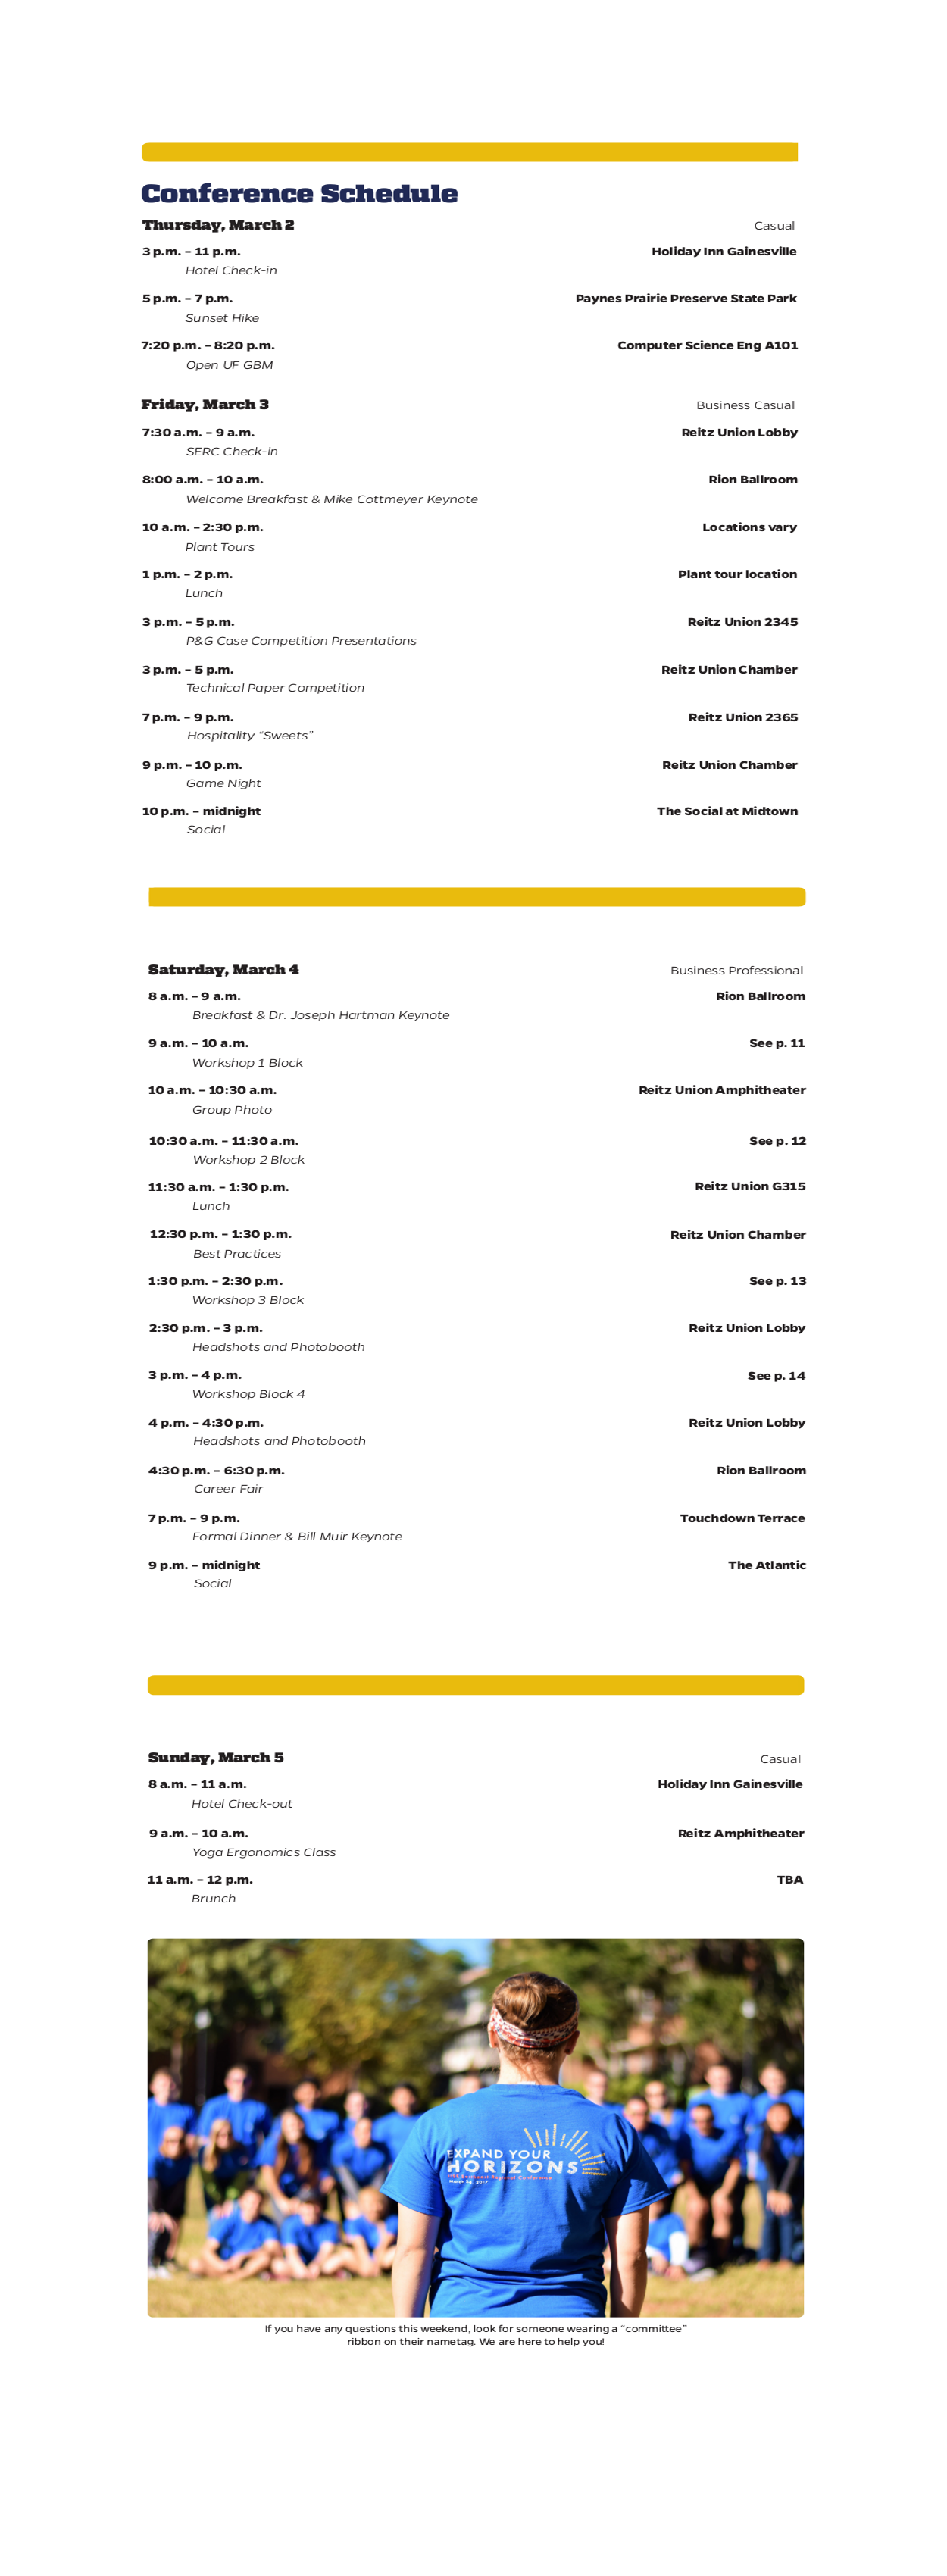 Conference Schedule
Thursday, March 2 Casual
3 p.m. – 11 p.m. Holiday Inn Gainesville
Hotel Check-in
5 p.m. – 7 p.m. Paynes Prairie Preserve State Park
Sunset Hike
7:20 p.m. – 8:20 p.m. Computer Science Eng A101
Open UF GBM
Friday, March 3 Business Casual
7:30 a.m. – 9 a.m. Reitz Union Lobby
SERC Check-in
8:00 a.m. – 10 a.m. Rion Ballroom
Welcome Breakfast & Mike Cottmeyer Keynote
10 a.m. – 2:30 p.m. Locations vary
Plant Tours
1 p.m. – 2 p.m. Plant tour location
Lunch
3 p.m. – 5 p.m. Reitz Union 2345
P&G Case Competition Presentations
3 p.m. – 5 p.m. Reitz Union Chamber
Technical Paper Competition
7 p.m. – 9 p.m. Reitz Union 2365
Hospitality “Sweets”
9 p.m. – 10 p.m. Reitz Union Chamber
Game Night
10 p.m. – midnight The Social at Midtown
Social
Saturday, March 4 Business Professional
8 a.m. – 9 a.m. Rion Ballroom
Breakfast & Dr. Joseph Hartman Keynote
9 a.m. – 10 a.m. See p. 11
Workshop 1 Block
10 a.m. – 10:30 a.m. Reitz Union Amphitheater
Group Photo
10:30 a.m. – 11:30 a.m. See p. 12
Workshop 2 Block
11:30 a.m. – 1:30 p.m. Reitz Union G315
Lunch
12:30 p.m. – 1:30 p.m. Reitz Union Chamber
Best Practices
1:30 p.m. – 2:30 p.m. See p. 13
Workshop 3 Block
2:30 p.m. – 3 p.m. Reitz Union Lobby
Headshots and Photobooth
3 p.m. – 4 p.m. See p. 14
Workshop Block 4
4 p.m. – 4:30 p.m. Reitz Union Lobby
Headshots and Photobooth
4:30 p.m. – 6:30 p.m. Rion Ballroom
Career Fair
7 p.m. – 9 p.m. Touchdown Terrace
Formal Dinner & Bill Muir Keynote
9 p.m. – midnight The Atlantic
Social
Sunday, March 5 Casual
8 a.m. – 11 a.m. Holiday Inn Gainesville
Hotel Check-out
9 a.m. – 10 a.m. Reitz Amphitheater
Yoga Ergonomics Class
11 a.m. – 12 p.m. TBA
Brunch
EXPAND YOUR
HORIZONS
Southeast Regional Conference
If you have any questions this weekend, look for someone wearing a “committee”
ribbon on their nametag. We are here to help you!